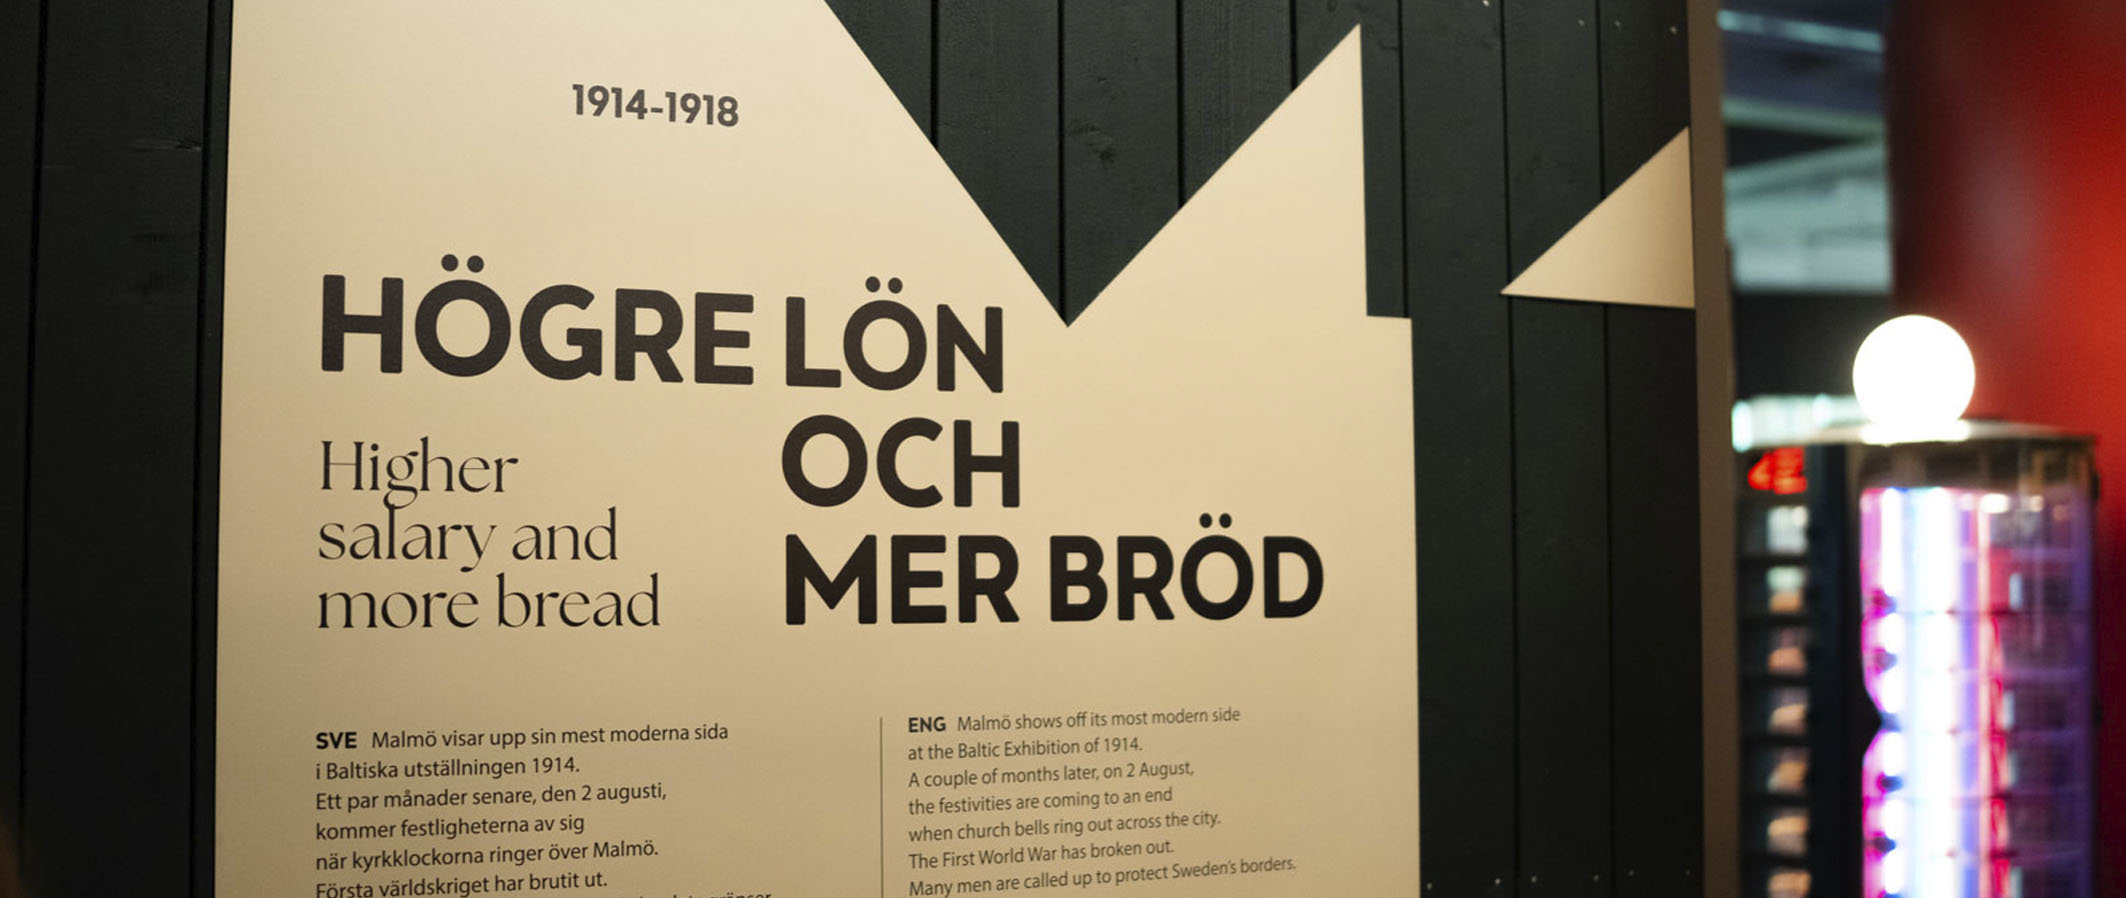 1914-1918
HÖGRE LÖN
OCH
MER BRÖD
Higher
salary and
more bread
SVE Malmö visar upp sin mest moderna sida
i Baltiska utställningen 1914.
Ett par månader senare, den 2 augusti,
kommer festligheterna av sig
när kyrkklockorna ringer över Malmö.
Första världskriget har brutit ut.
ENG Malmö shows off its most modern side
at the Baltic Exhibition of 1914.
A couple of months later, on 2 August,
the festivities are coming to an end
when church bells ring out across the city.
The First World War has broken out.
Many men are called up to protect Sweden's borders.